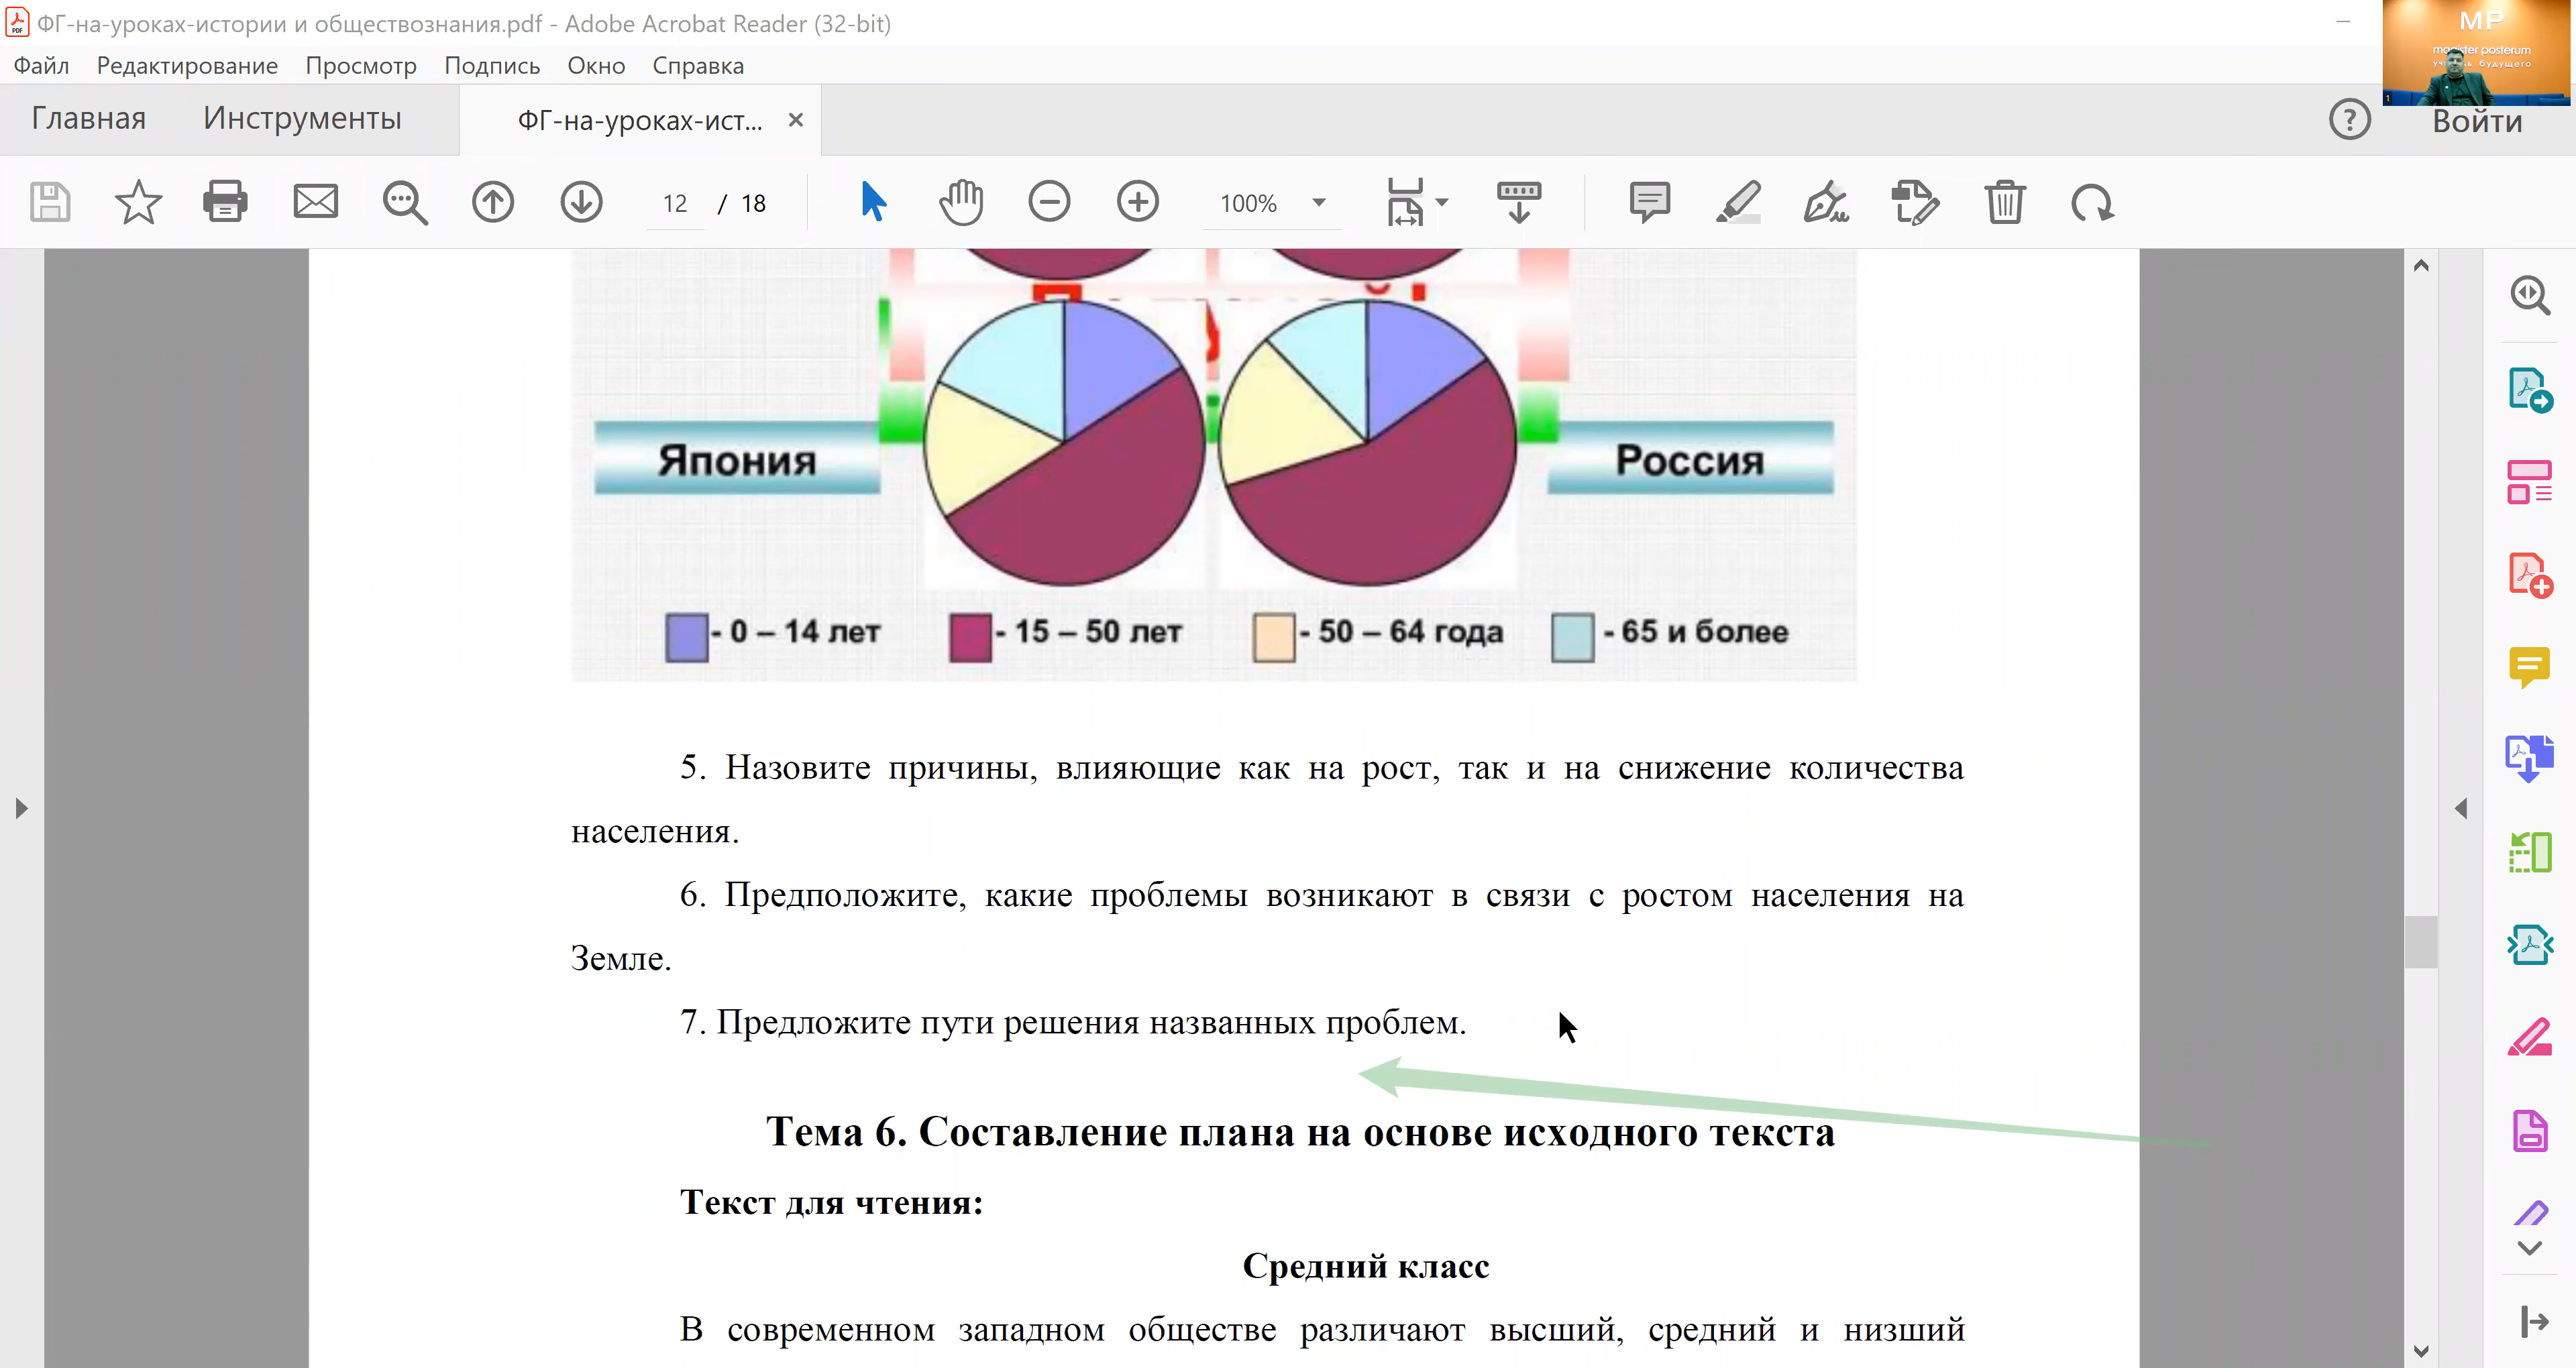 ФГ-на-уроках-истории и обществознания.pdf - Adobe Acrobat Reader (32-bit)
MP
magister posterum
будущего
Файл Редактирование Просмотр Подпись Окно Справка
Главная Инструменты ФГ-на-уроках-ист... Войти
12 / 18 100%
Япония Россия
- 0 – 14 лет - 15 – 50 лет - 50 – 64 года - 65 и более
5. Назовите причины, влияющие как на рост, так и на снижение количества
населения.
6. Предположите, какие проблемы возникают в связи с ростом населения на
Земле.
7. Предложите пути решения названных проблем.
Тема 6. Составление плана на основе исходного текста
Текст для чтения:
Средний класс
В современном западном обществе различают высший, средний и низший